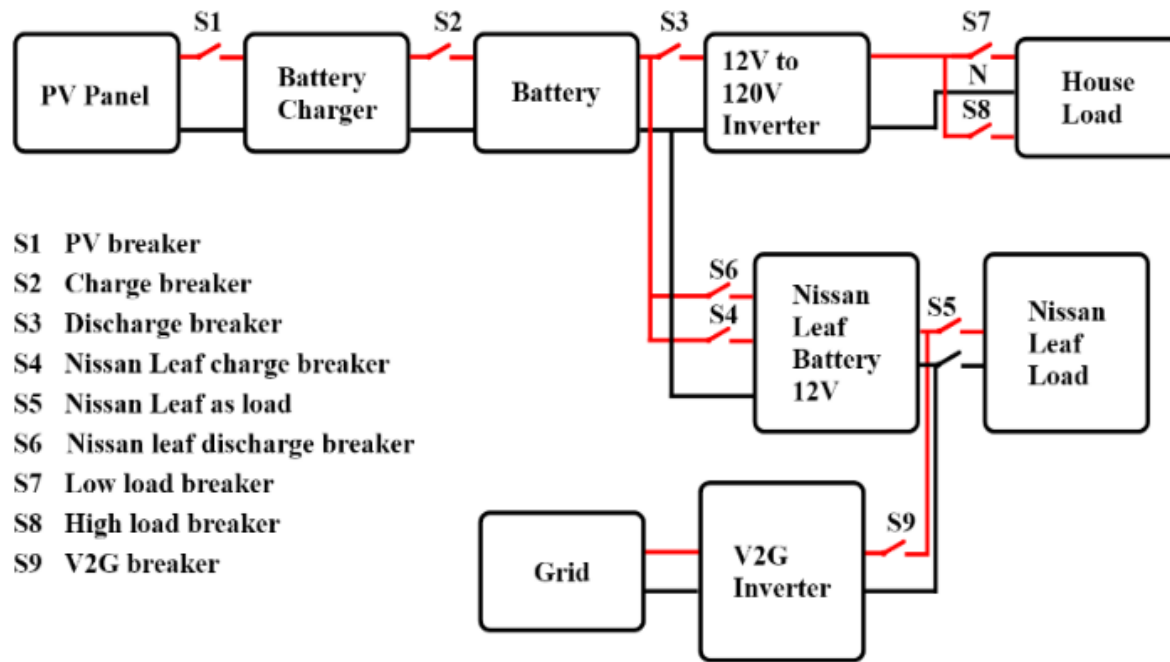 S1
S2
S3
S7
PV Panel
Battery
Charger
Battery
12V to
120V
Inverter
N
S8
House
Load
S1 PV breaker
S2 Charge breaker
S3 Discharge breaker
S4 Nissan Leaf charge breaker
S5 Nissan Leaf as load
S6 Nissan leaf discharge breaker
S7 Low load breaker
S8 High load breaker
S9 V2G breaker
S6
S4
Nissan
Leaf
Battery
12V
S5
Nissan
Leaf
Load
Grid
V2G
Inverter
S9